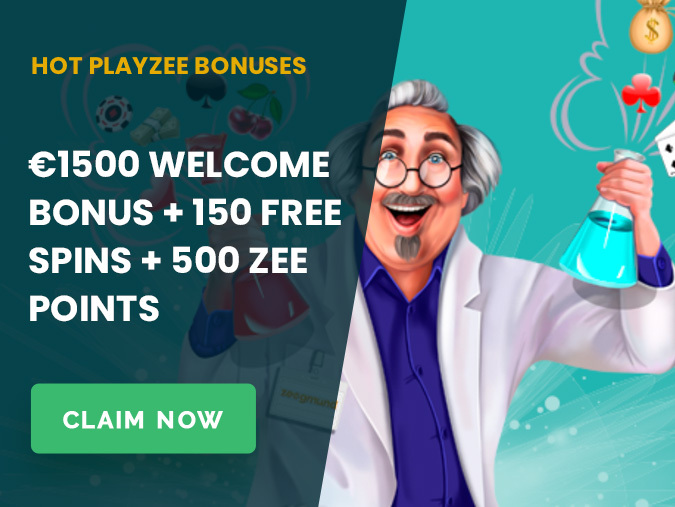 HOT PLAYZEE BONUSES
€1500 WELCOME
BONUS + 150 FREE
SPINS + 500 ZEE
POINTS
CLAIM NOW